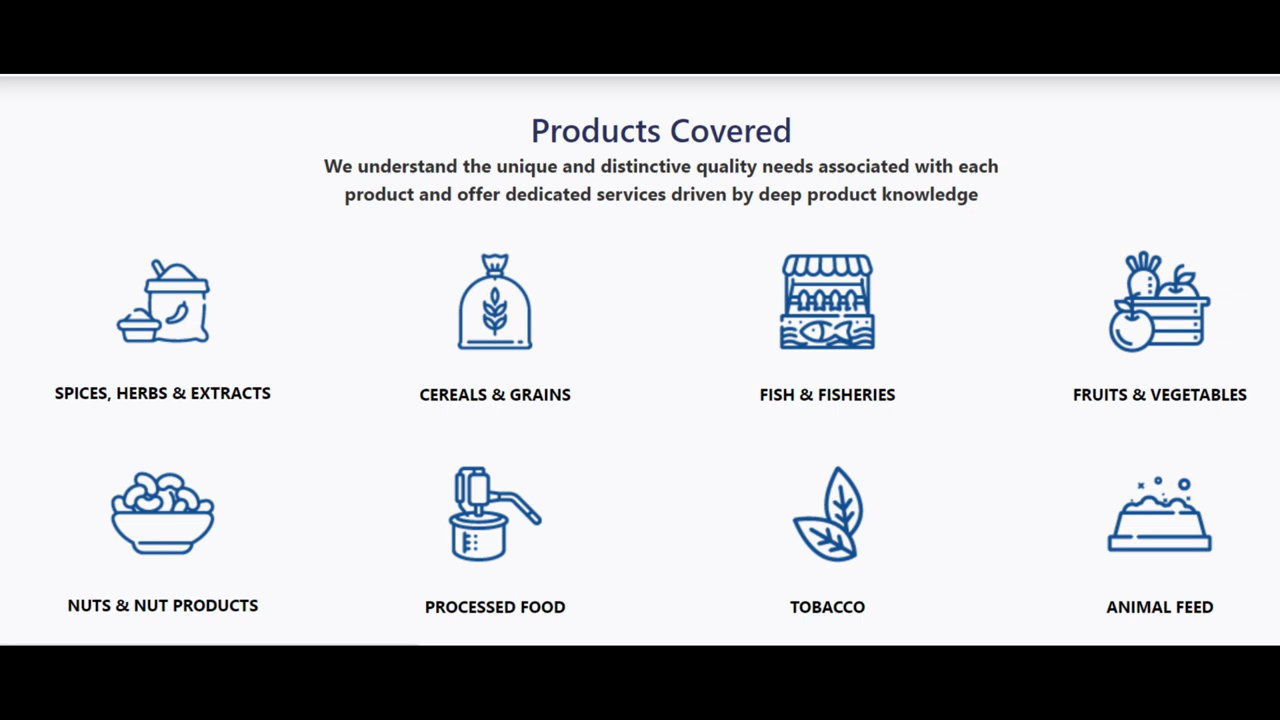 Products Covered
We understand the unique and distinctive quality needs associated with each
product and offer dedicated services driven by deep product knowledge
SPICES, HERBS & EXTRACTS
CEREALS & GRAINS
FISH & FISHERIES
FRUITS & VEGETABLES
NUTS & NUT PRODUCTS
PROCESSED FOOD
TOBACCO
ANIMAL FEED